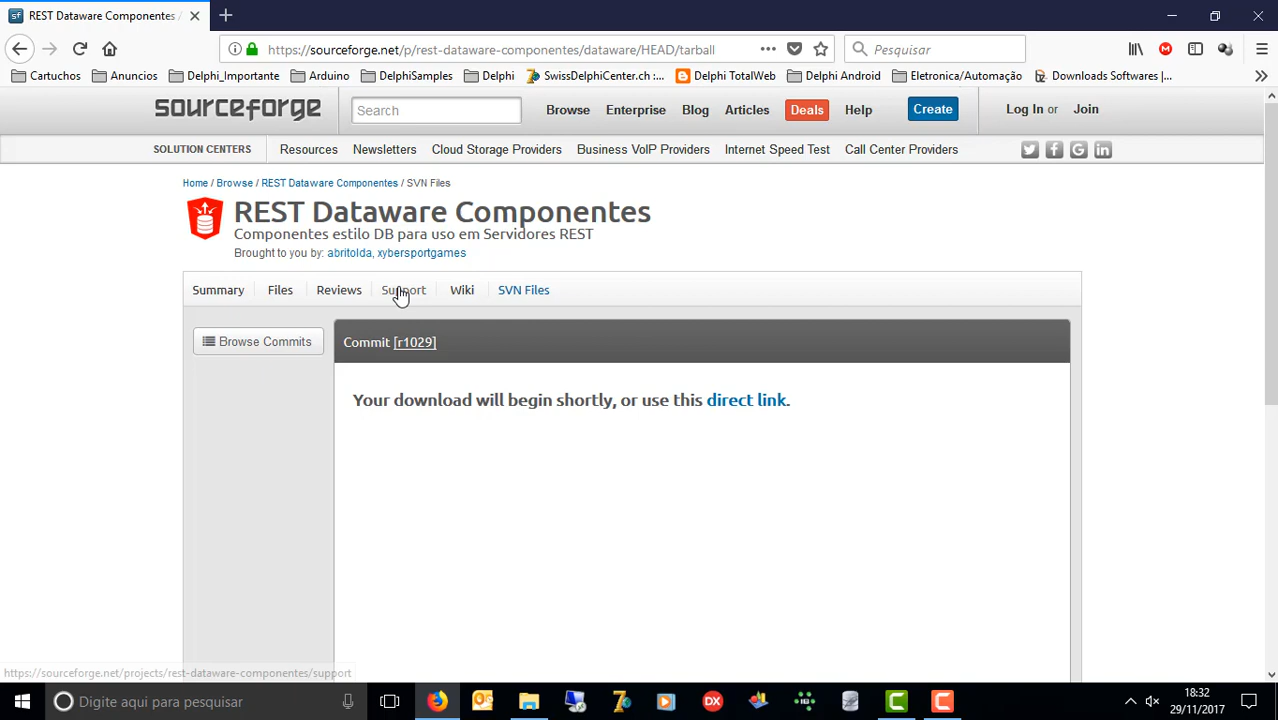 sf REST Dataware Componentes /
https://sourceforge.net/p/rest-dataware-componentes/dataware/HEAD/tarball
Pesquisar
Cartuchos Anuncios Delphi_Importante Arduino DelphiSamples Delphi SwissDelphiCenter.ch :... Delphi TotalWeb Delphi Android Eletronica/Automação Downloads Softwares |...
sourceforge Search Browse Enterprise Blog Articles Deals Help Create Log In or Join
SOLUTION CENTERS Resources Newsletters Cloud Storage Providers Business VoIP Providers Internet Speed Test Call Center Providers
Home / Browse / REST Dataware Componentes / SVN Files
REST Dataware Componentes
Componentes estilo DB para uso em Servidores REST
Brought to you by: abritolda, xybersportgames
Summary Files Reviews Support Wiki SVN Files
Browse Commits
Commit [r1029]
Your download will begin shortly, or use this direct link.
https://sourceforge.net/projects/rest-dataware-componentes/support
Digite aqui para pesquisar
DX
18:32
29/11/2017